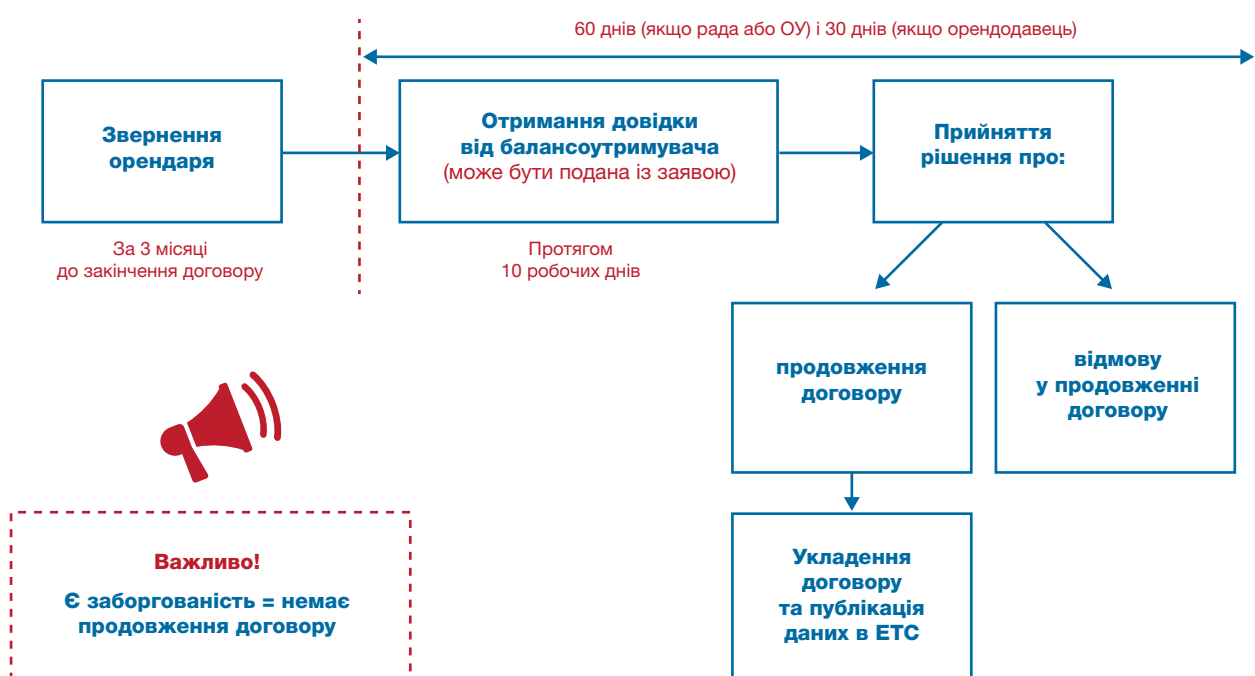 60 днів (якщо рада або ОУ) і 30 днів (якщо орендодавець)
Звернення
орендаря
Отримання довідки
від балансоутримувача
(може бути подана із заявою)
Прийняття
рішення про:
За 3 місяці
до закінчення договору
Протягом
10 робочих днів
продовження
договору
відмову
у продовженні
договору
Важливо!
Є заборгованість = немає
продовження договору
Укладення
договору
та публікація
даних в ЕТС